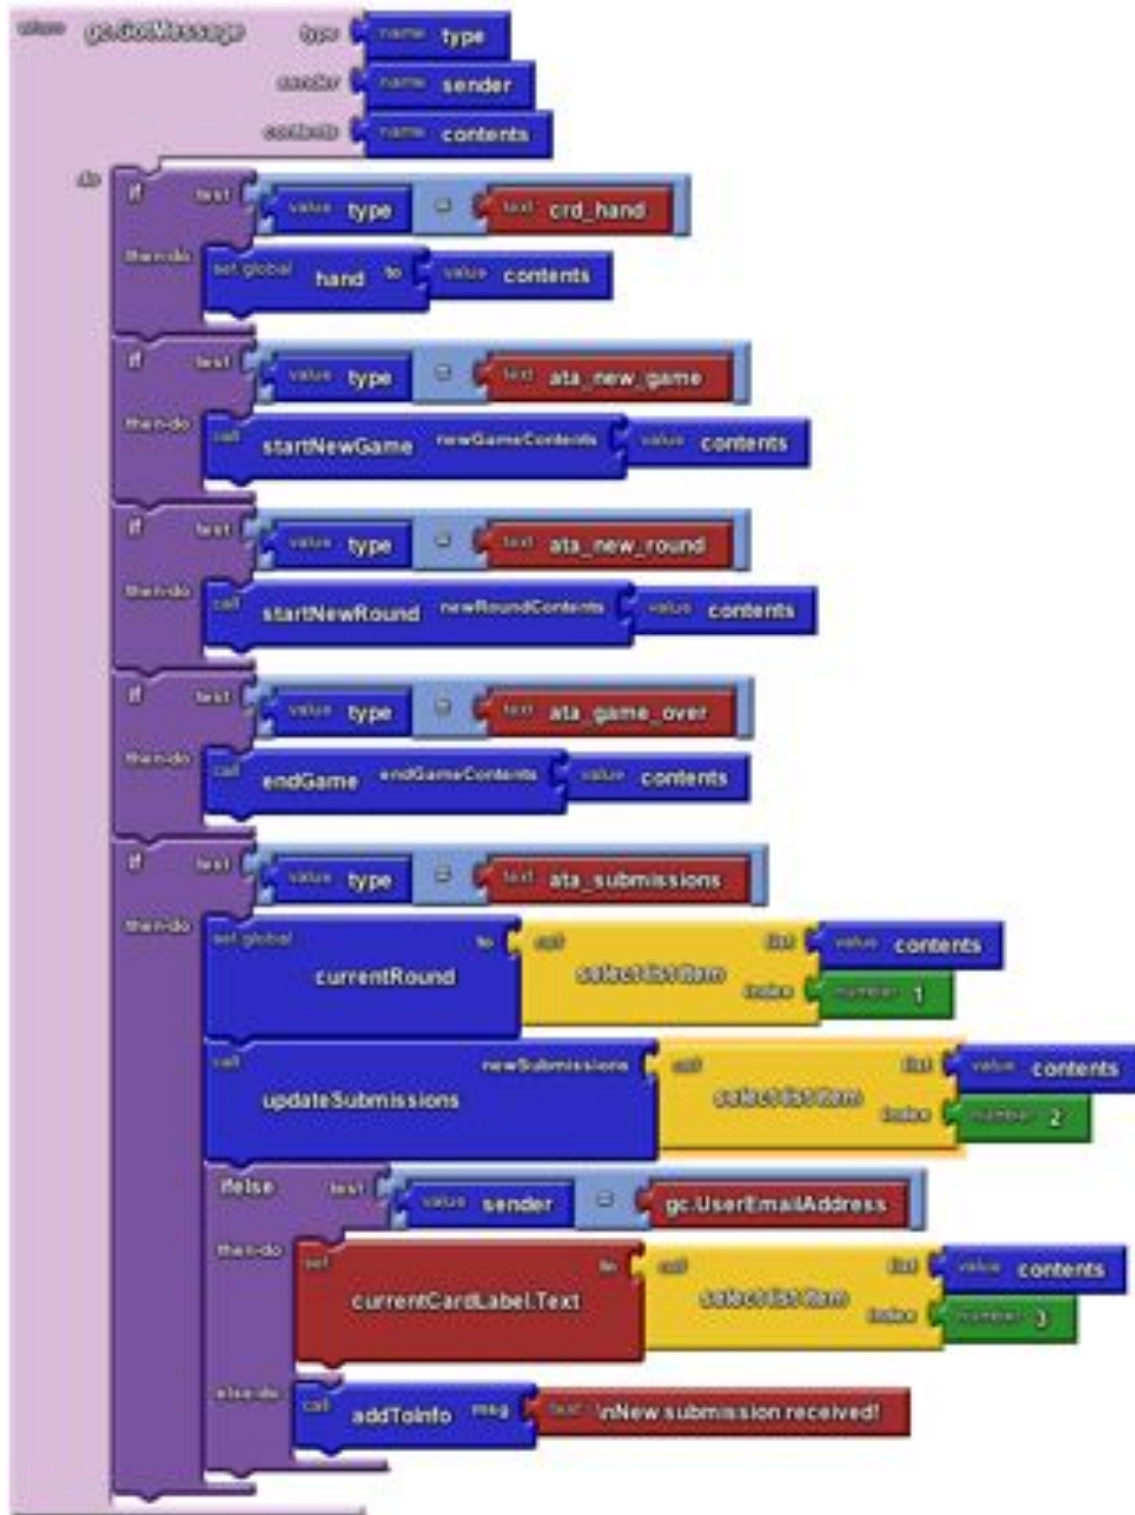 when gc.GotMessage type name type
sender name sender
contents name contents
do if test value type = text crd_hand
then-do set global hand to value contents
if test value type = text ata_new_game
then-do call startNewGame newGameContents value contents
if test value type = text ata_new_round
then-do call startNewRound newRoundContents value contents
if test value type = text ata_game_over
then-do call endGame endGameContents value contents
if test value type = text ata_submissions
then-do set global to call list value contents
currentRound select list item
index number 1
call newSubmissions call list value contents
updateSubmissions select list item
index number 2
ifelse test value sender = gc.UserEmailAddress
then-do set to call list value contents
currentCardLabel.Text select list item
index number 3
else-do call addToInfo msg text \nNew submission received!